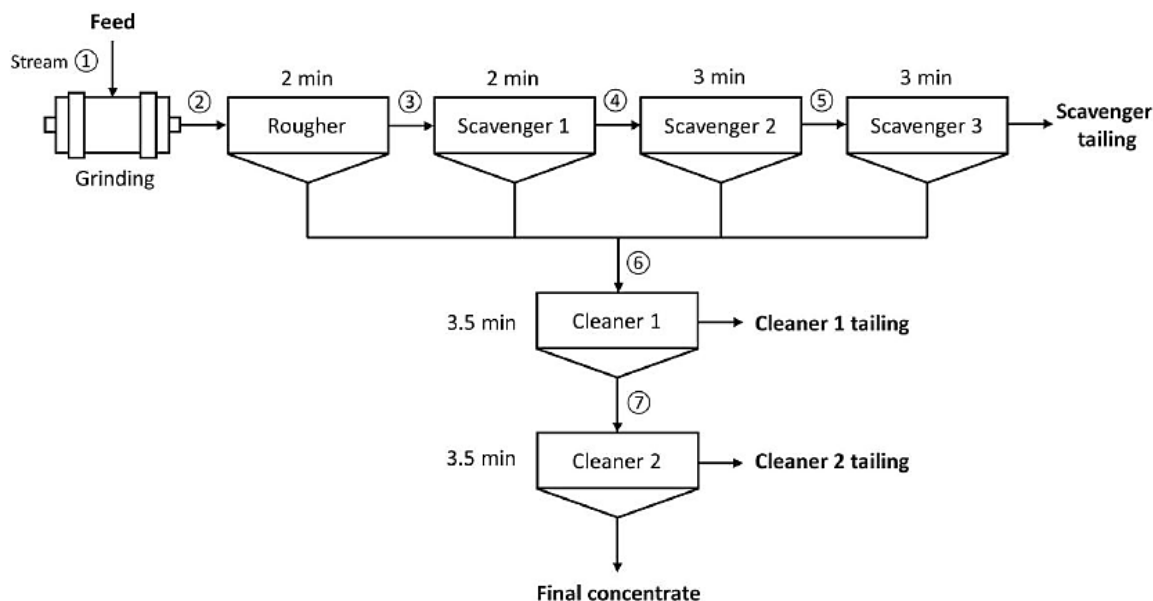 Feed
Stream ①
2 min
2 min
3 min
3 min
②
Rougher
③
Scavenger 1
④
Scavenger 2
⑤
Scavenger 3
Scavenger
tailing
Grinding
⑥
3.5 min
Cleaner 1
Cleaner 1 tailing
⑦
3.5 min
Cleaner 2
Cleaner 2 tailing
Final concentrate